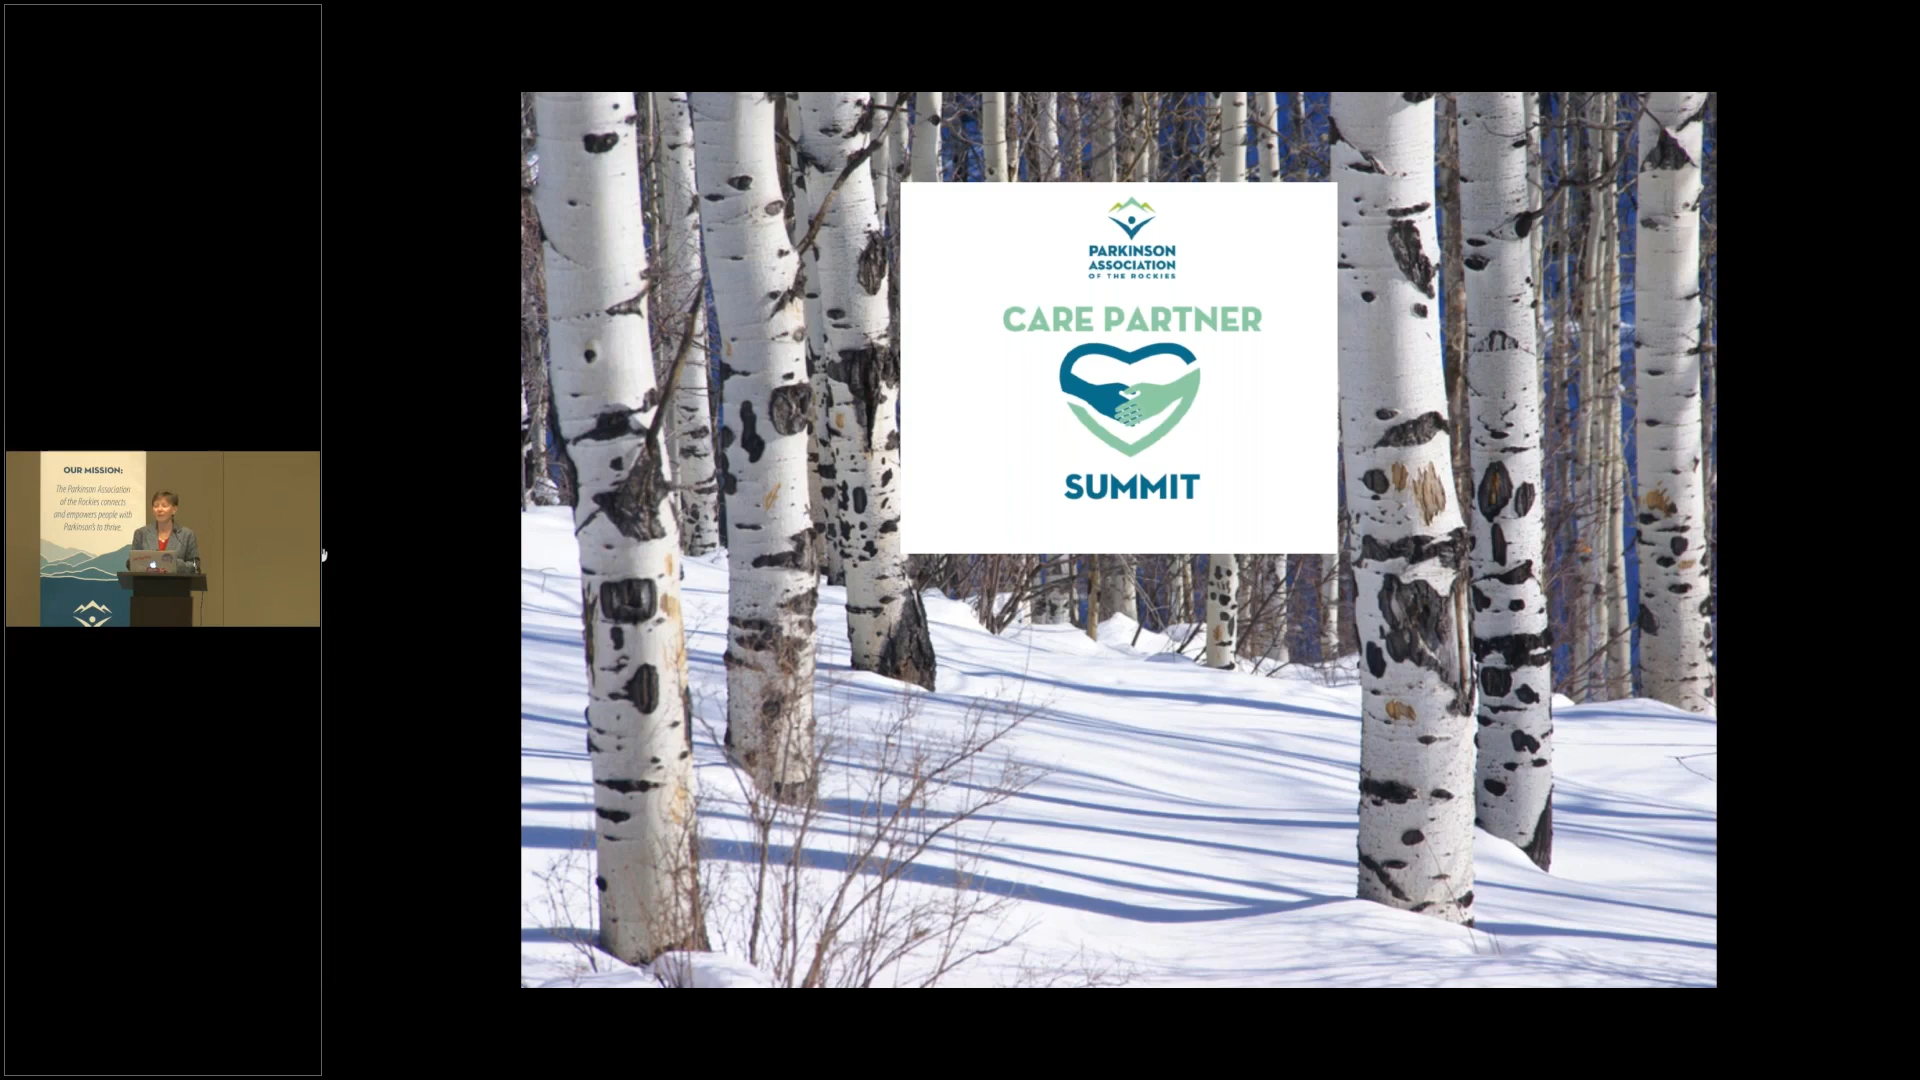 OUR MISSION:
The Parkinson Association
of the Rockies connects
and empowers people with
Parkinson's to thrive.
PARKINSON
ASSOCIATION
OF THE ROCKIES
CARE PARTNER
SUMMIT